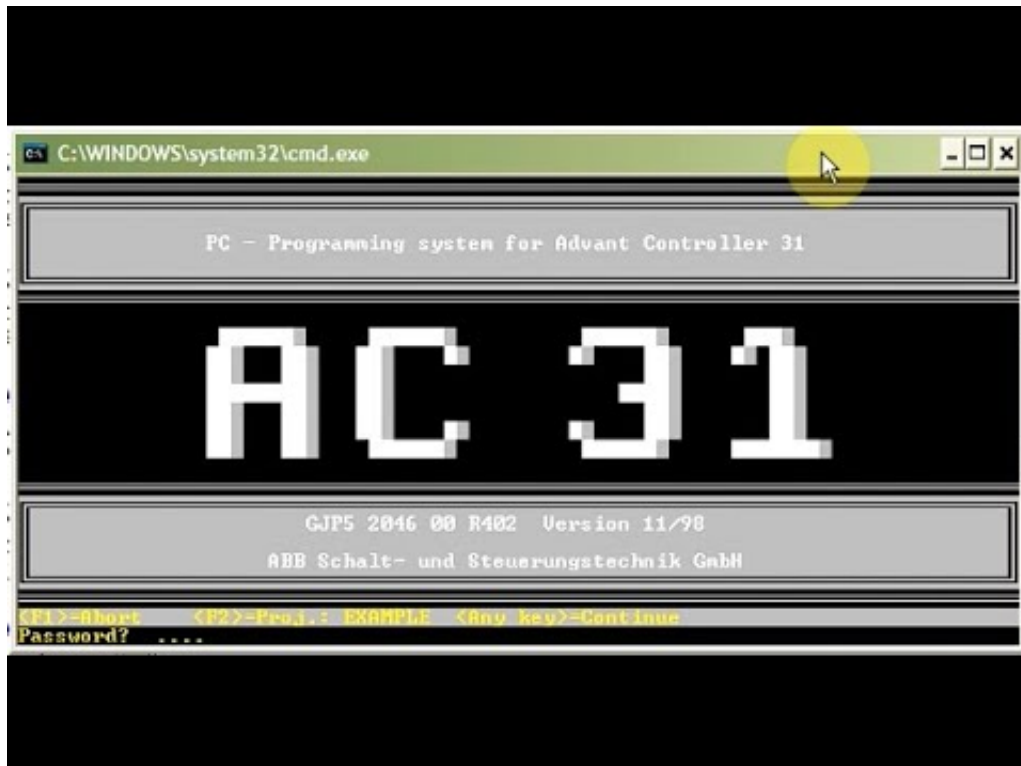 C:\WINDOWS\system32\cmd.exe
PC - Programming system for Advant Controller 31
AC 31
GJP5 2046 00 R402 Version 11/98
ABB Schalt- und Steuerungstechnik GmbH
<F1>=Abort <F2>=Proj.: EXAMPLE <Any key>=Continue
Password? ....